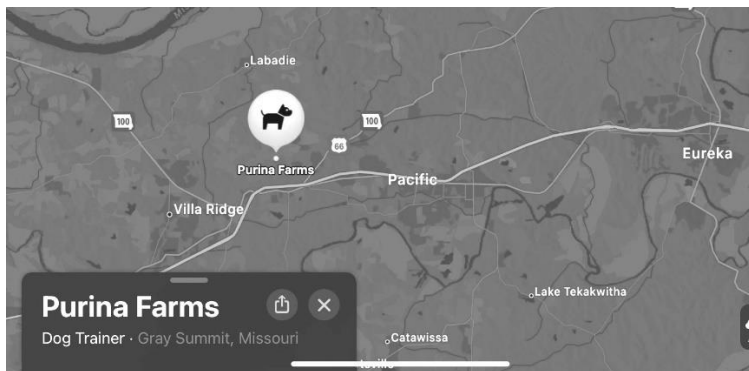 Labadie
100
100
66
Purina Farms
Pacific
Eureka
Villa Ridge
Purina Farms
Dog Trainer · Gray Summit, Missouri
Lake Tekakwitha
Catawissa